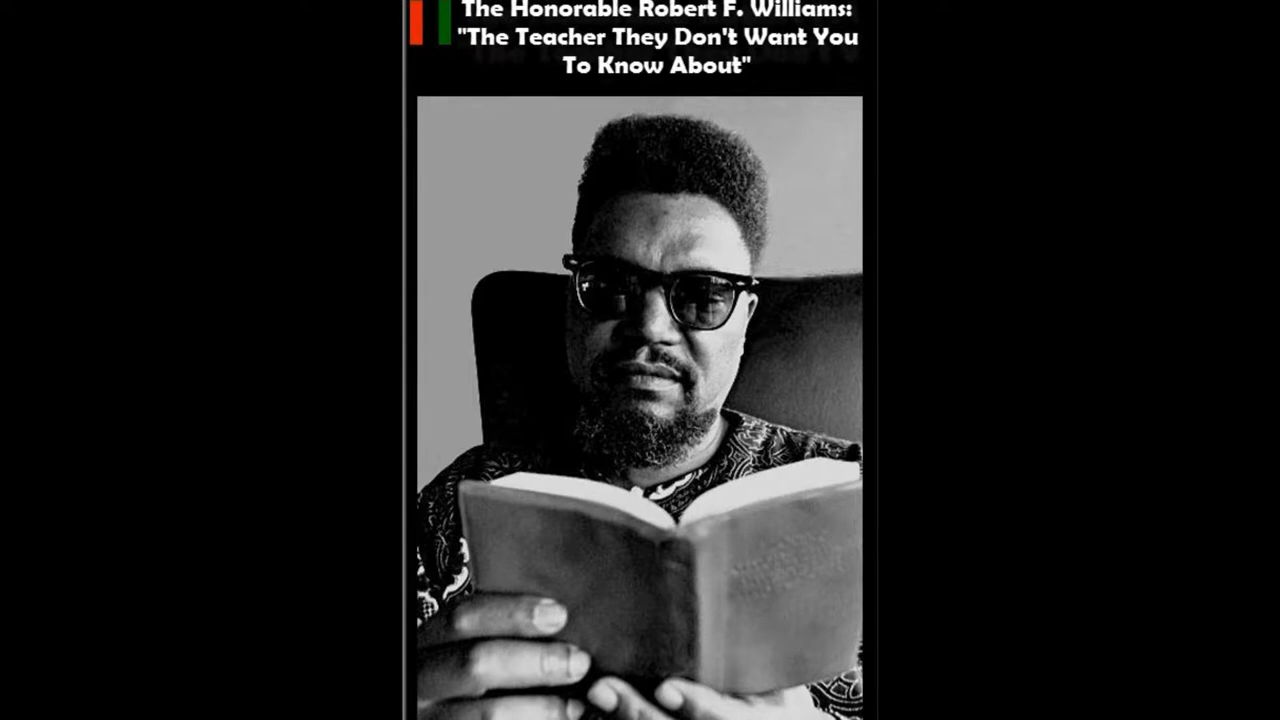 The Honorable Robert F. Williams:
"The Teacher They Don't Want You
To Know About"